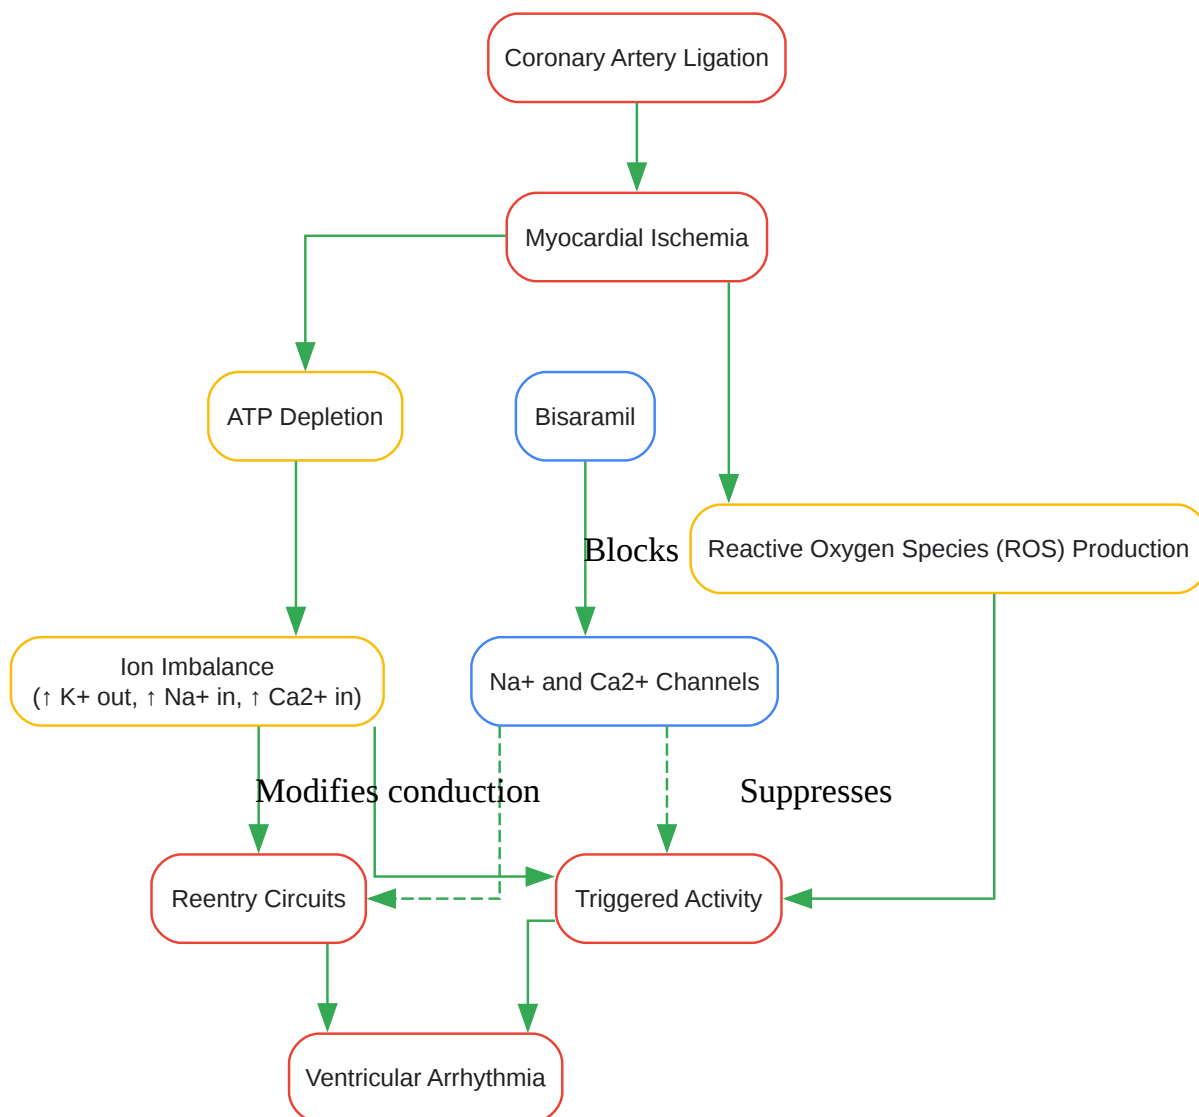 Coronary Artery Ligation
Myocardial Ischemia
ATP Depletion
Bisaramil
Blocks
Reactive Oxygen Species (ROS) Production
Ion Imbalance
(↑ K+ out, ↑ Na+ in, ↑ Ca2+ in)
Na+ and Ca2+ Channels
Modifies conduction
Suppresses
Reentry Circuits
Triggered Activity
Ventricular Arrhythmia